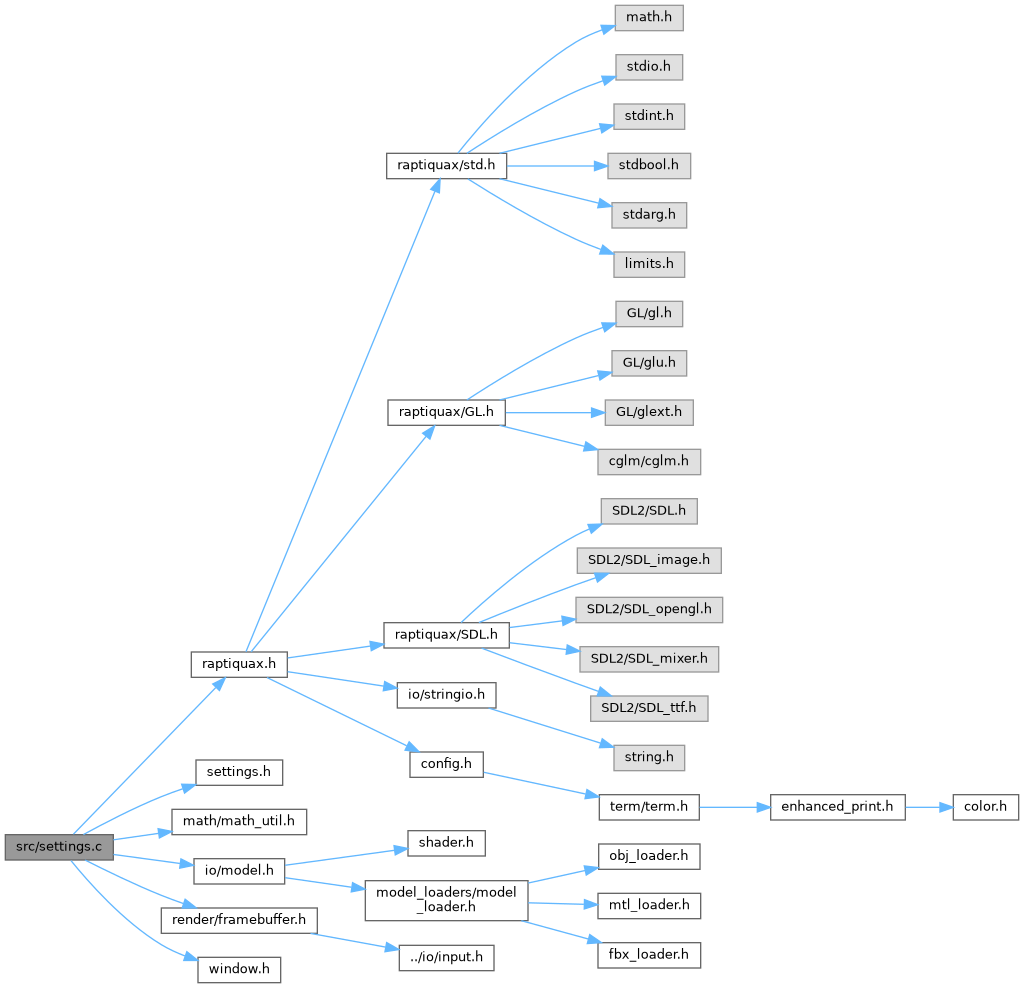 math.h
stdio.h
stdint.h
raptiquax/std.h
stdbool.h
stdarg.h
limits.h
GL/gl.h
GL/glu.h
raptiquax/GL.h
GL/glext.h
cglm/cglm.h
SDL2/SDL.h
SDL2/SDL_image.h
SDL2/SDL_opengl.h
raptiquax/SDL.h
SDL2/SDL_mixer.h
raptiquax.h
io/stringio.h
SDL2/SDL_ttf.h
string.h
config.h
settings.h
term/term.h
enhanced_print.h
color.h
math/math_util.h
src/settings.c
shader.h
obj_loader.h
io/model.h
model_loaders/model
_loader.h
mtl_loader.h
render/framebuffer.h
../io/input.h
fbx_loader.h
window.h